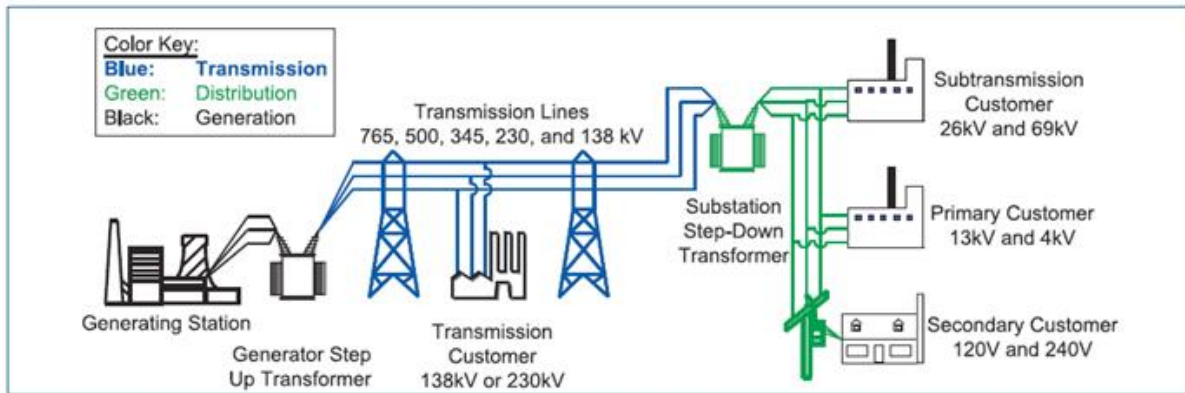 Color Key:
Blue: Transmission
Green: Distribution
Black: Generation
Transmission Lines
765, 500, 345, 230, and 138 kV
Generating Station
Generator Step
Up Transformer
Transmission
Customer
138kV or 230kV
Substation
Step-Down
Transformer
Subtransmission
Customer
26kV and 69kV
Primary Customer
13kV and 4kV
Secondary Customer
120V and 240V